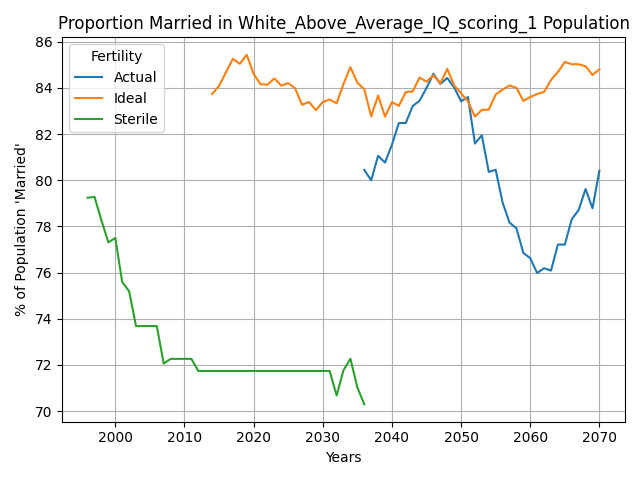 Proportion Married in White_Above_Average_IQ_scoring_1 Population
Fertility
Actual
Ideal
Sterile
% of Population 'Married'
86
84
82
80
78
76
74
72
70
2000
2010
2020
2030
2040
2050
2060
2070
Years